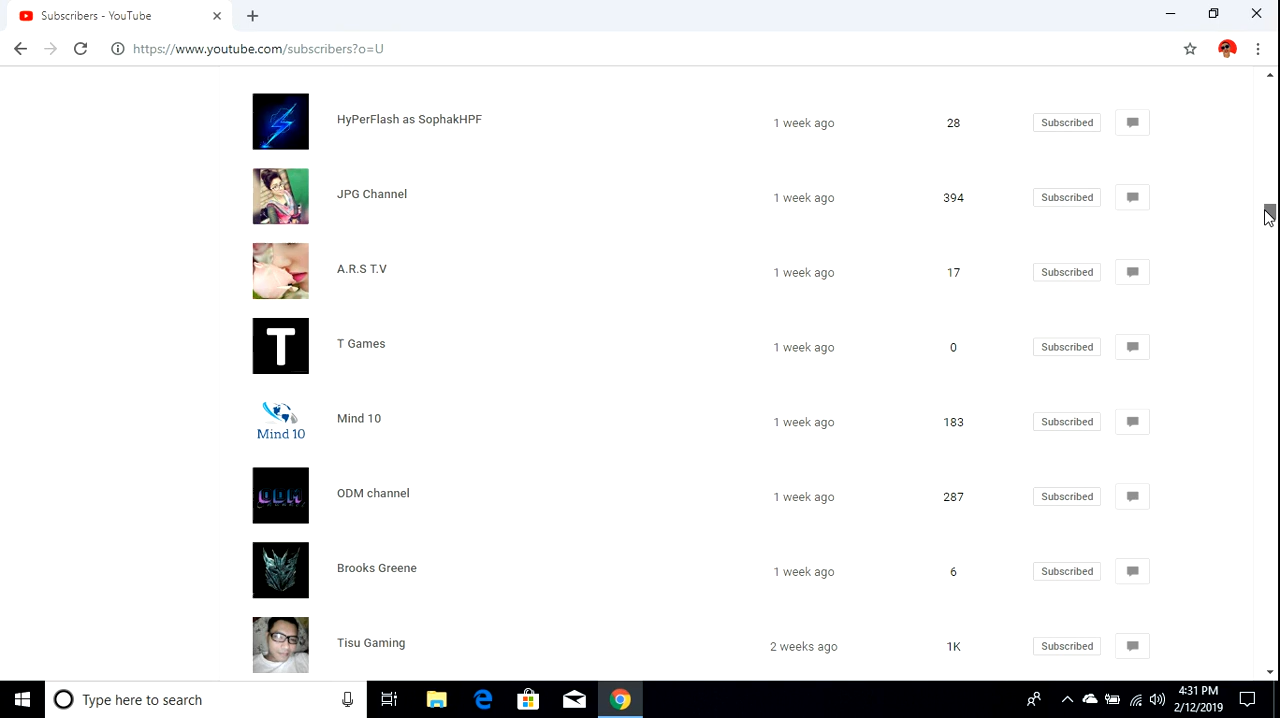 Subscribers - YouTube
https://www.youtube.com/subscribers?o=U
HyPerFlash as SophakHPF 1 week ago 28 Subscribed
JPG Channel 1 week ago 394 Subscribed
A.R.S T.V 1 week ago 17 Subscribed
T
T Games 1 week ago 0 Subscribed
Mind 10
Mind 10 1 week ago 183 Subscribed
ODM
ODM channel 1 week ago 287 Subscribed
Brooks Greene 1 week ago 6 Subscribed
Tisu Gaming 2 weeks ago 1K Subscribed
Type here to search
4:31 PM
2/12/2019